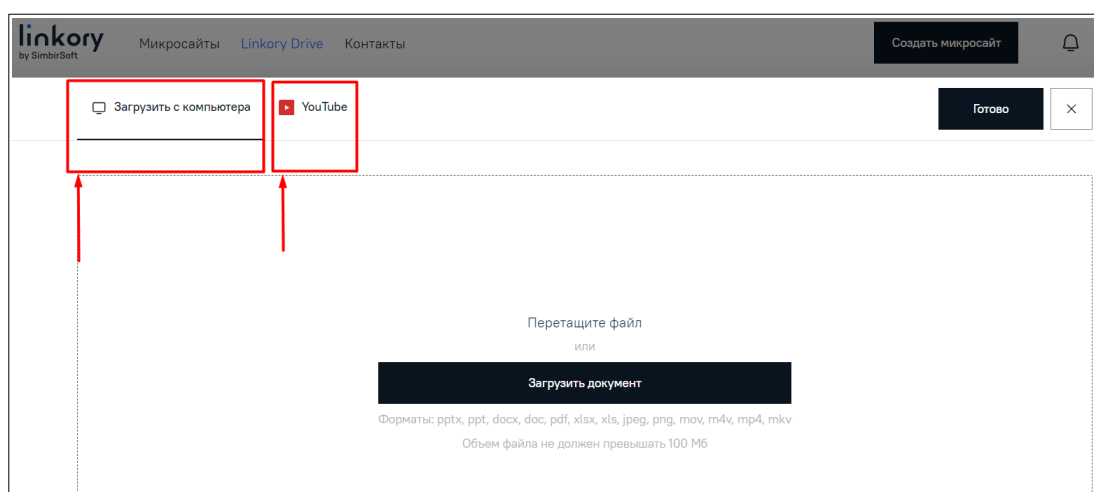 linkory
by SimbirSoft
Микросайты Linkory Drive Контакты
Создать микросайт
Загрузить с компьютера
YouTube
Готово
Перетащите файл
или
Загрузить документ
Форматы: pptx, ppt, docx, doc, pdf, xlsx, xls, jpeg, png, mov, m4v, mp4, mkv
Объем файла не должен превышать 100 Мб